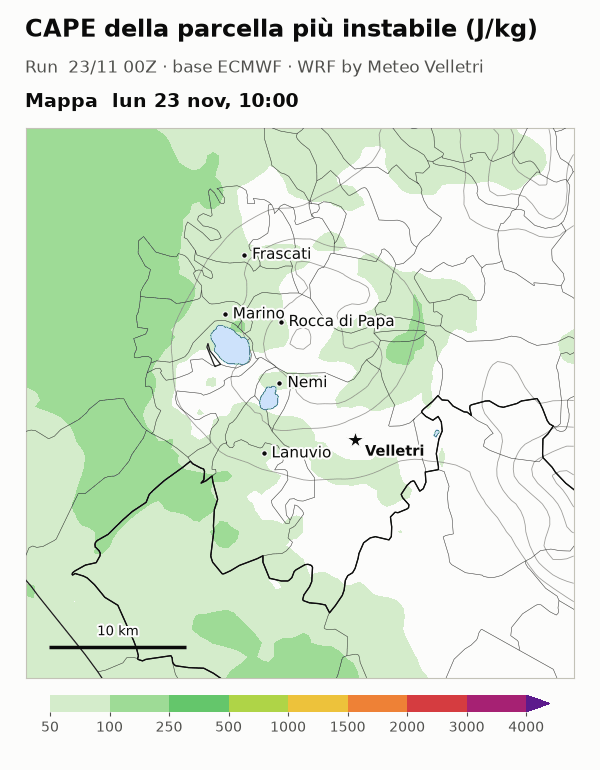 CAPE della parcella più instabile (J/kg)
Run  23/11 00Z · base ECMWF · WRF by Meteo Velletri
Mappa  lun 23 nov, 10:00
Frascati
Marino
Rocca di Papa
Nemi
Velletri
Lanuvio
10 km
50 100 250 500 1000 1500 2000 3000 4000